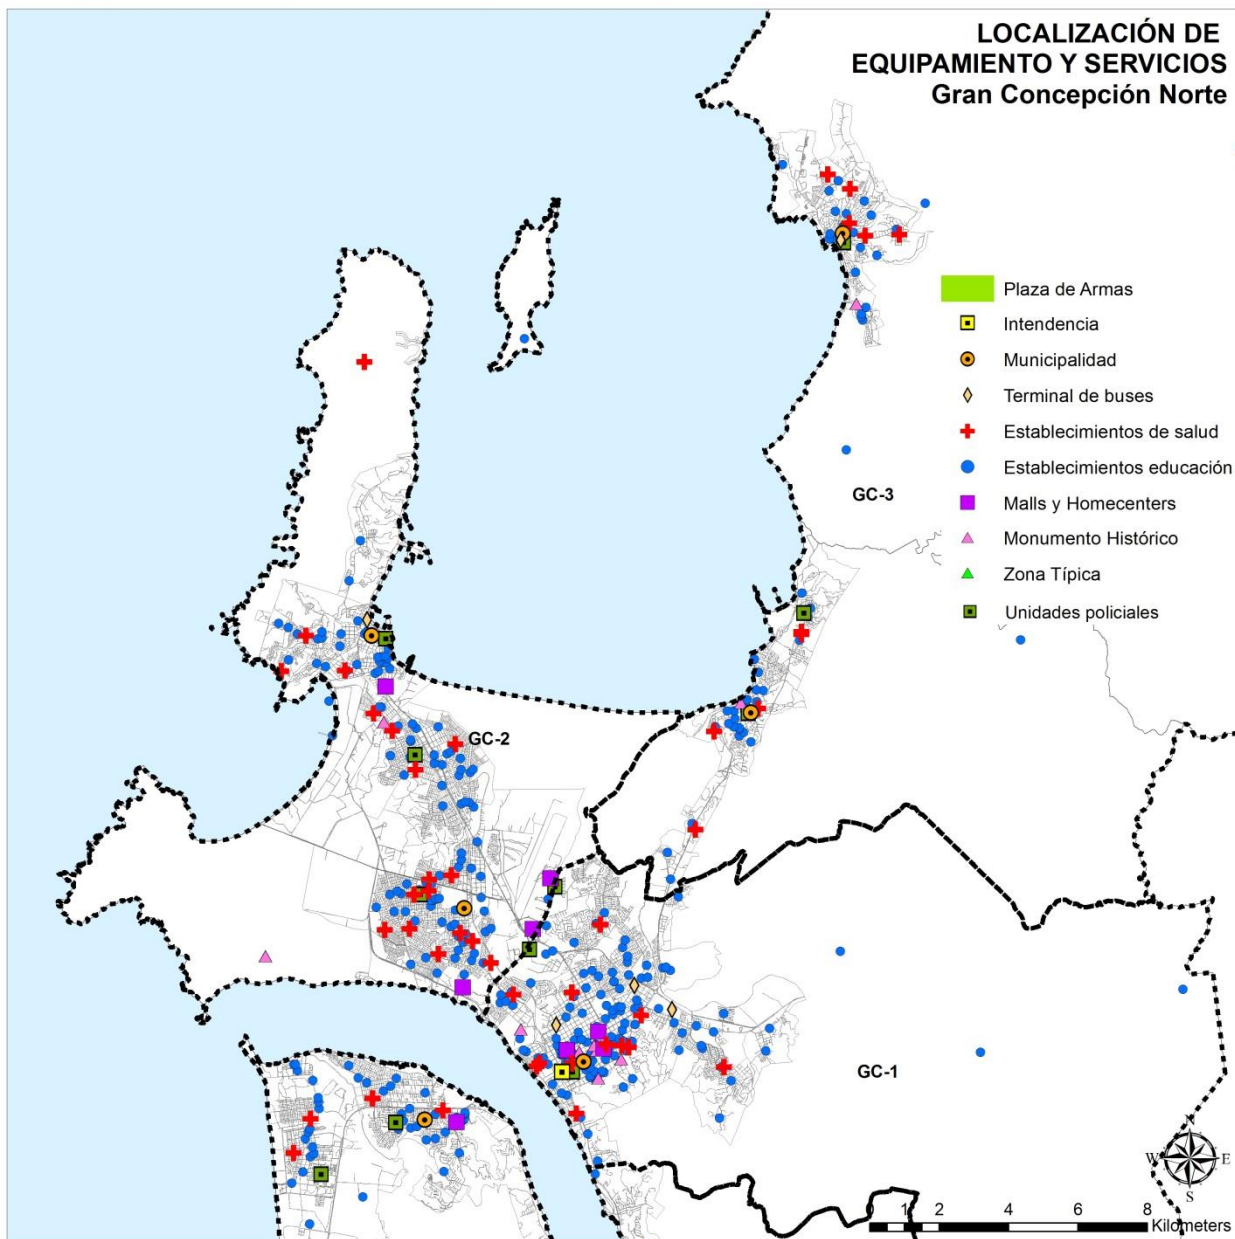 LOCALIZACIÓN DE
EQUIPAMIENTO Y SERVICIOS
Gran Concepción Norte
Plaza de Armas
Intendencia
Municipalidad
Terminal de buses
Establecimientos de salud
Establecimientos educación
Malls y Homecenters
Monumento Histórico
Zona Típica
Unidades policiales
GC-3
GC-2
GC-1
N
W E
S
0 1 2 4 6 8
Kilometers